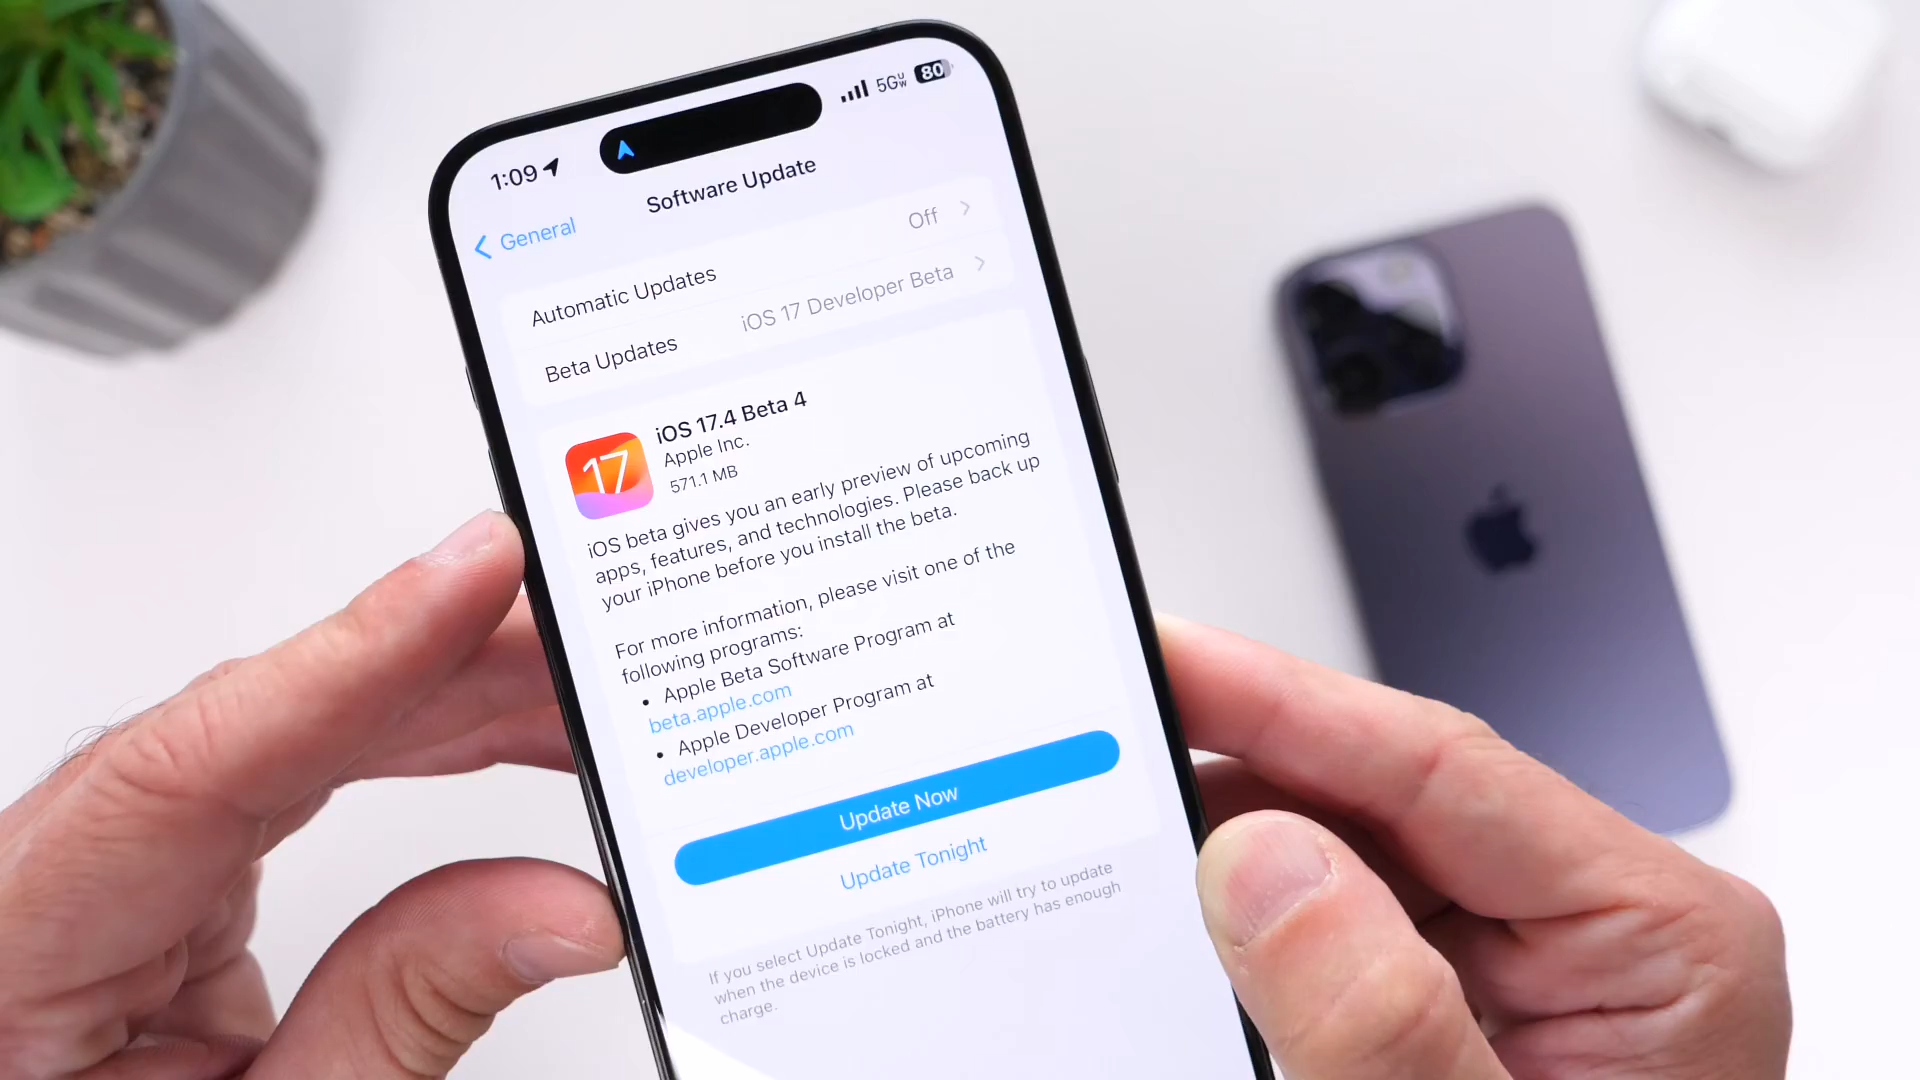 1:09
5GUW
80
General
Software Update
Automatic Updates
Off
Beta Updates
iOS 17 Developer Beta
17
iOS 17.4 Beta 4
Apple Inc.
571.1 MB
iOS beta gives you an early preview of upcoming
apps, features, and technologies. Please back up
your iPhone before you install the beta.
For more information, please visit one of the
following programs:
• Apple Beta Software Program at
beta.apple.com
• Apple Developer Program at
developer.apple.com
Update Now
Update Tonight
If you select Update Tonight, iPhone will try to update
when the device is locked and the battery has enough
charge.